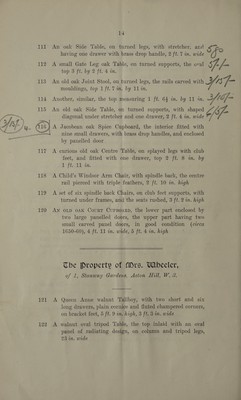 14
111 An oak Side Table, on turned legs, with stretcher, and
having one drawer with brass drop handle, 2 ft. 7 in. wide
112 A small Gate Leg oak Table, on turned supports, the oval
top 3 ft. by 2 ft. 4 in.
113 An old oak Joint Stool, on turned legs, the rails carved with
mouldings, top 1 ft. 7 in. by 11 in.
114 Another, similar, the top measuring 1 ft. 6½ in. by 11 in.
115 An old oak Side Table, on turned supports, with shaped
diagonal under stretcher and one drawer, 2 ft. 4 in. wide
116 A Jacobean oak Spice Cupboard, the interior fitted with
nine small drawers, with brass drop handles, and enclosed
by panelled door
117 A curious old oak Centre Table, on splayed legs with club
feet, and fitted with one drawer, top 2 ft. 8 in. by
1 ft. 11 in.
118 A Child's Windsor Arm Chair, with spindle back, the centre
rail pierced with triple feathers, 2 ft. 10 in. high
119 A set of six spindle back Chairs, on club feet supports, with
turned frames, and the seats rushed, 3 ft. 2 in. high
120 AN OLD OAK COURT CUPBOARD, the lower part enclosed by
two large panelled doors, the upper part having two
small carved panel doors, in good condition (circa
1650-60), 4 ft. 11 in. wide, 5 ft. 4 in. high
The Property of Mrs. Wheeler,
of 1, Gardens Acton Hill, W. 3.
121 A Queen Anne walnut Tallboy, with two short and six
long drawers, plain cornice and fluted champered corners,
on bracket feet, 5 ft. 9 in. high, 3 ft. 5 in. wide
122 A walnut oval tripod Table, the top inlaid with an oval
panel of radiating design, on column and tripod legs,
25 in. wide